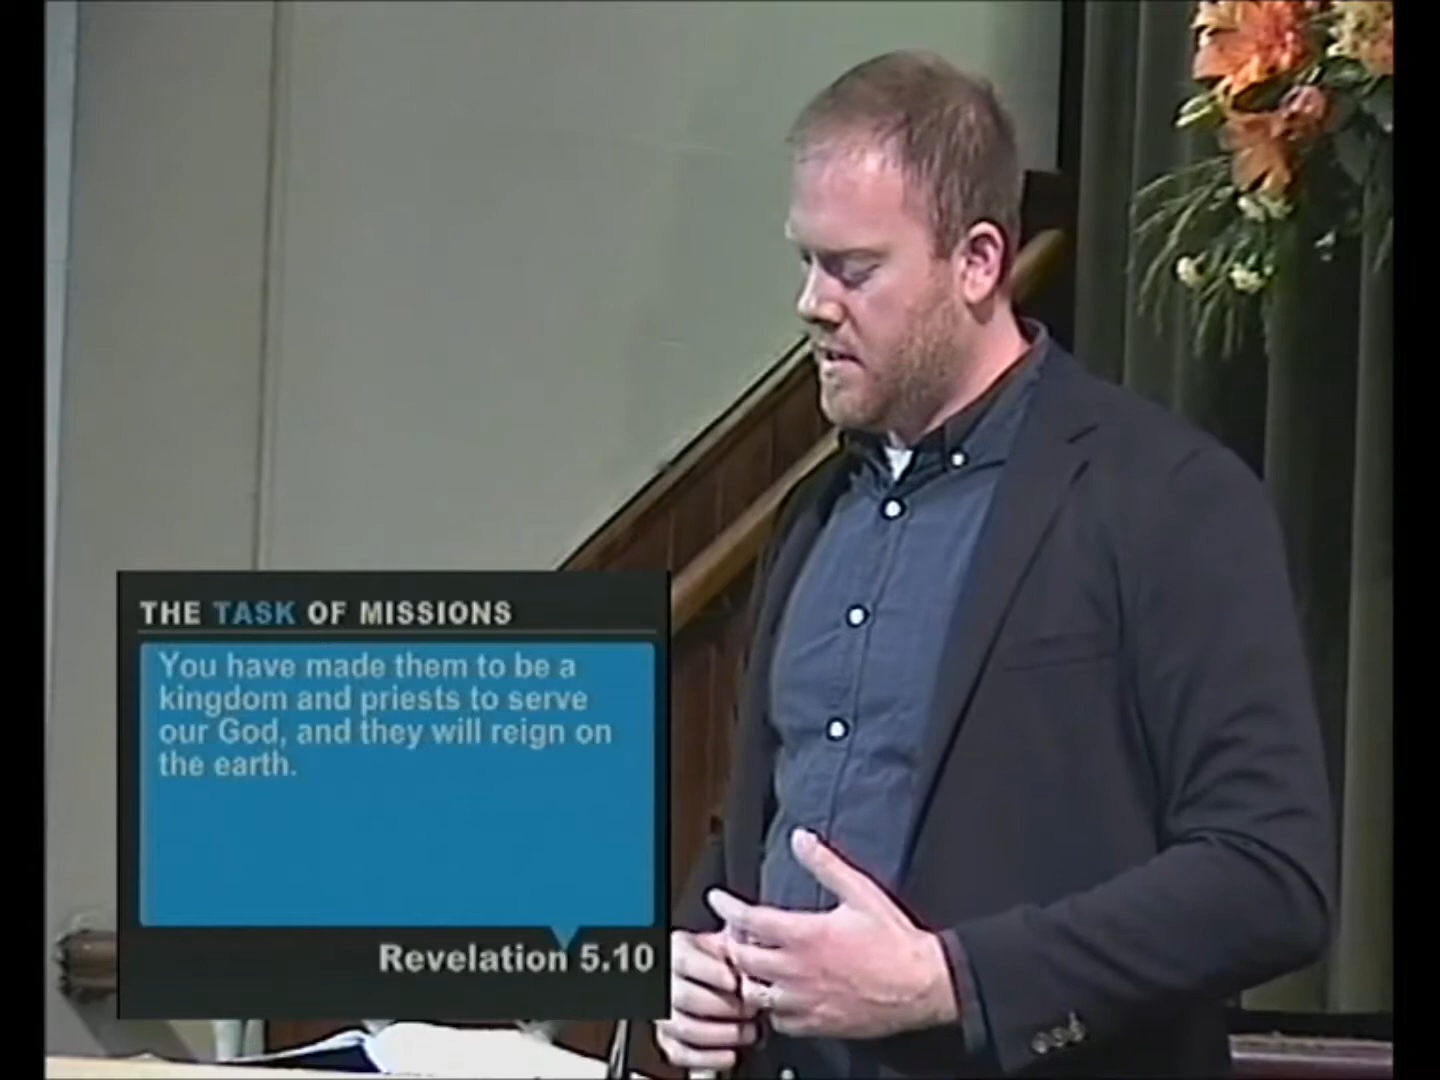 THE TASK OF MISSIONS
You have made them to be a
kingdom and priests to serve
our God, and they will reign on
the earth.
Revelation 5.10